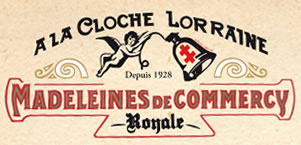 A LA CLOCHE LORRAINE
Depuis 1928
MADELEINES DE COMMERCY
Royale